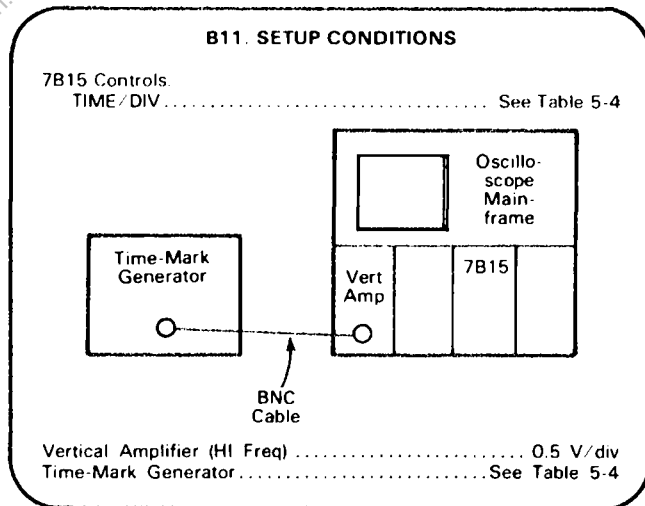 B11. SETUP CONDITIONS
7B15 Controls.
TIME/DIV .................................. See Table 5-4
Oscillo-
scope
Main-
frame
Time-Mark
Generator
Vert
Amp
7B15
BNC
Cable
Vertical Amplifier (HI Freq) ......................... 0.5 V/div
Time-Mark Generator ........................... See Table 5-4